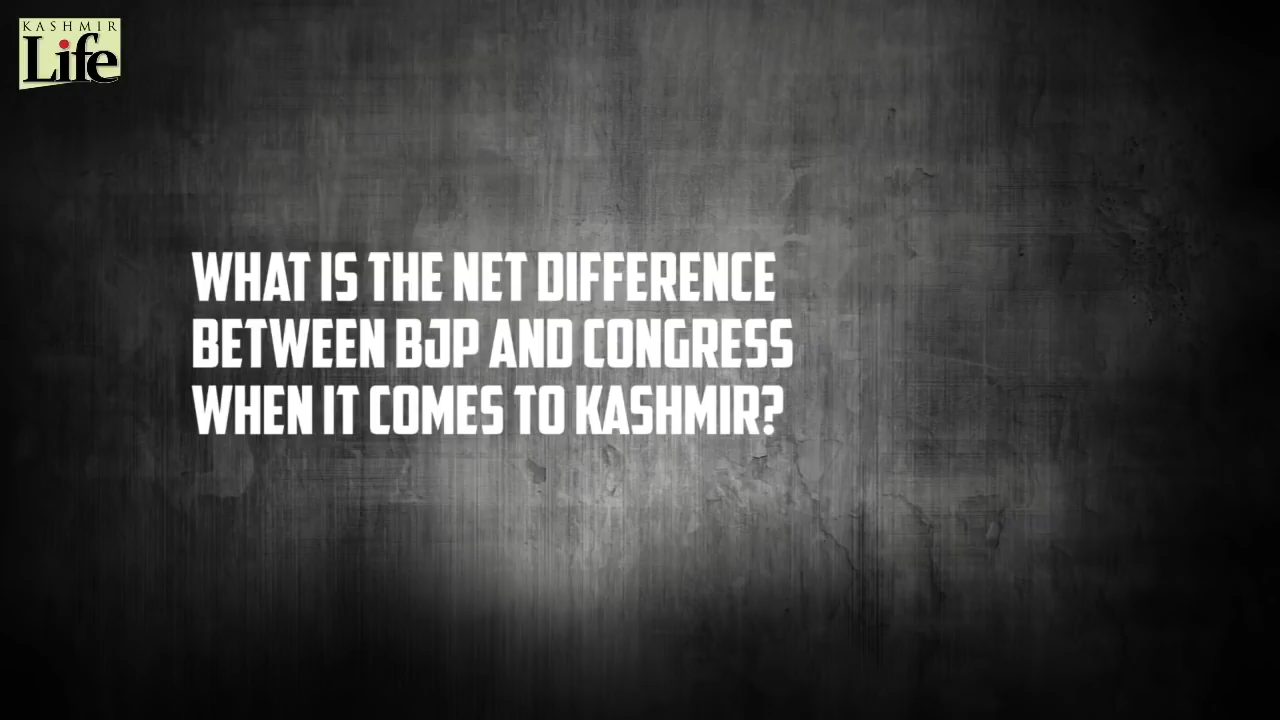 KASHMIR
Life
WHAT IS THE NET DIFFERENCE
BETWEEN BJP AND CONGRESS
WHEN IT COMES TO KASHMIR?